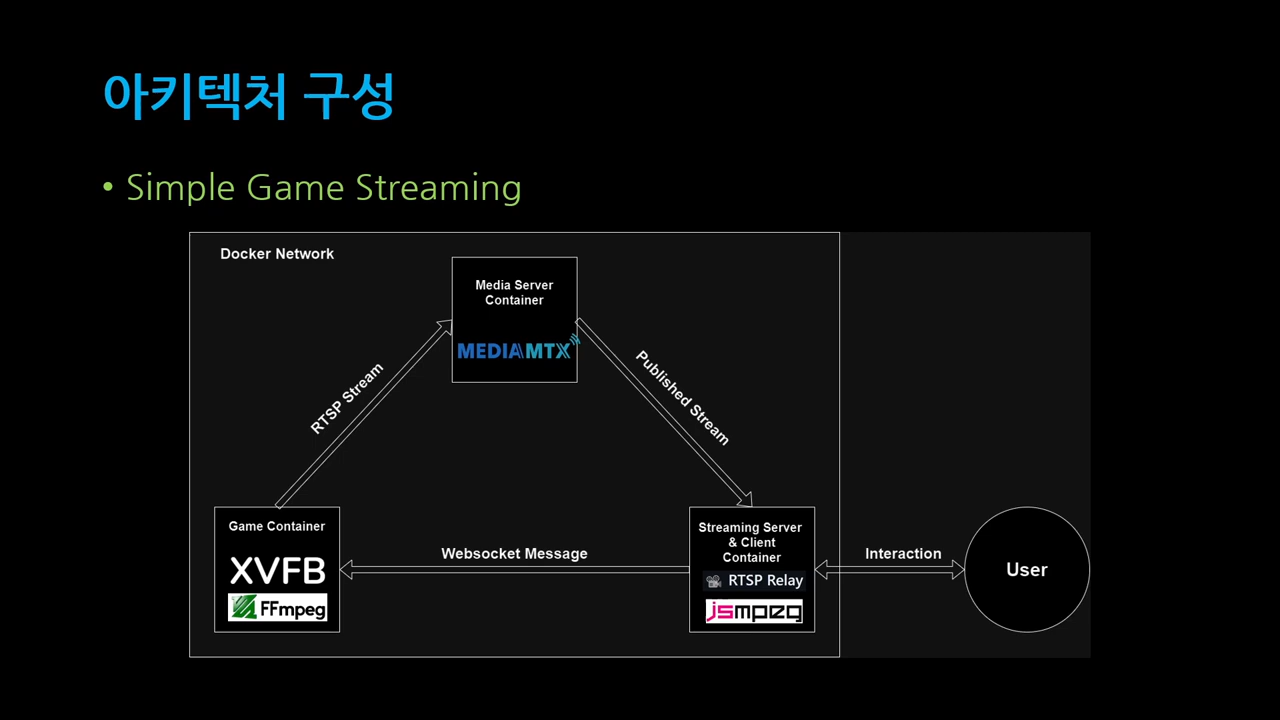 아키텍처 구성
• Simple Game Streaming
Docker Network
Media Server
Container
MEDIAMTX
RTSP Stream
Published Stream
Game Container
XVFB
FFmpeg
Websocket Message
Streaming Server
& Client
Container
RTSP Relay
jsmpeg
Interaction
User